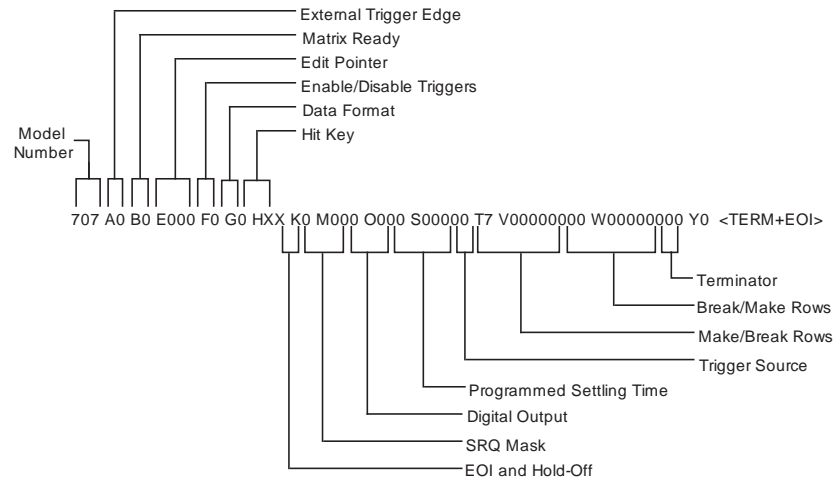 External Trigger Edge
Matrix Ready
Edit Pointer
Enable/Disable Triggers
Data Format
Hit Key
Model
Number
707 A0 B0 E000 F0 G0 HXX K0 M000 O000 S00000 T7 V00000000 W00000000 Y0 <TERM+EOI>
Terminator
Break/Make Rows
Make/Break Rows
Trigger Source
Programmed Settling Time
Digital Output
SRQ Mask
EOI and Hold-Off